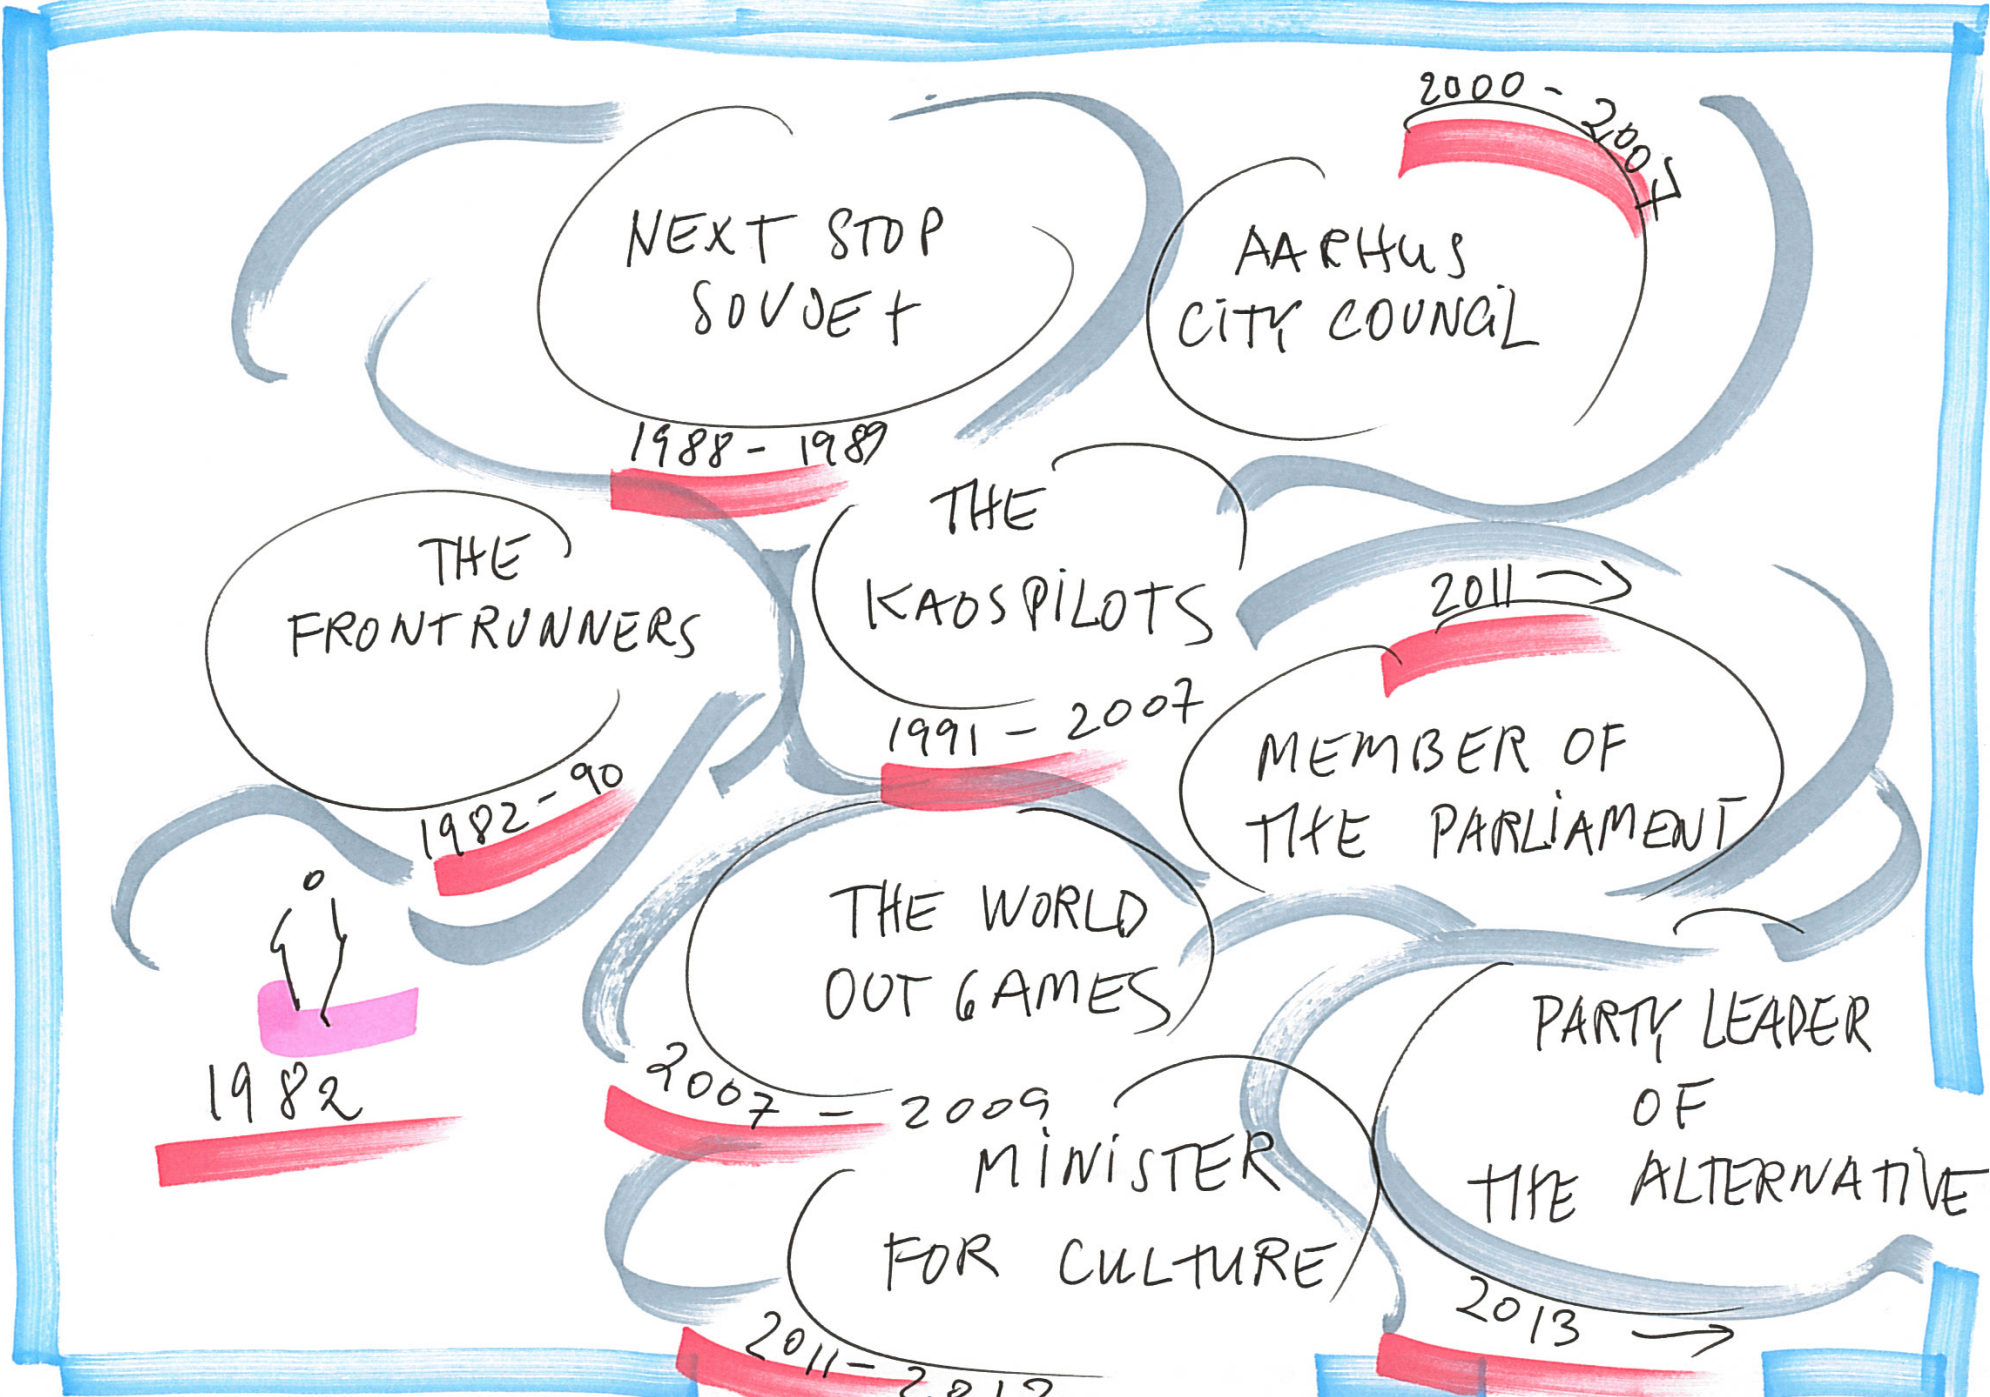 1982
THE
FRONTRUNNERS
1982-90
NEXT STOP
SOVJET
1988-1989
THE
KAOSPILOTS
1991-2007
2000-2007
AARHUS
CITY COUNCIL
THE WORLD
OUT GAMES
2007-2009
2011→
MEMBER OF
THE PARLIAMENT
MINISTER
FOR CULTURE
2011-
PARTY LEADER
OF
THE ALTERNATIVE
2013→